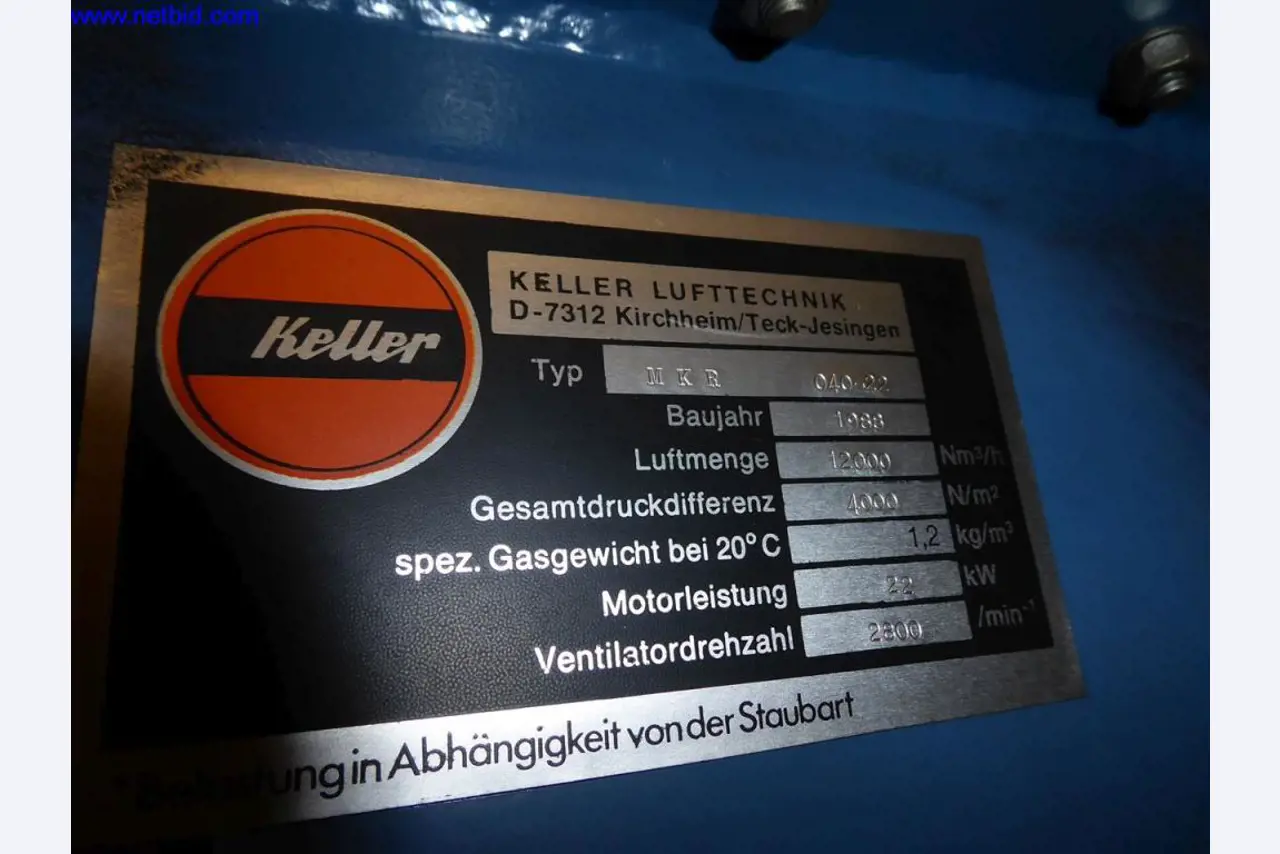 www.netbid.com
Keller
KELLER LUFTTECHNIK
D-7312 Kirchheim/Teck-Jesingen
Typ MKR 040-22
Baujahr 1988
Luftmenge 12000 Nm³/h
Gesamtdruckdifferenz 4000 N/m²
spez. Gasgewicht bei 20°C 1,2 kg/m³
Motorleistung 22 kW
Ventilatordrehzahl 2800 /min⁻¹
in Abhängigkeit von der Staubart